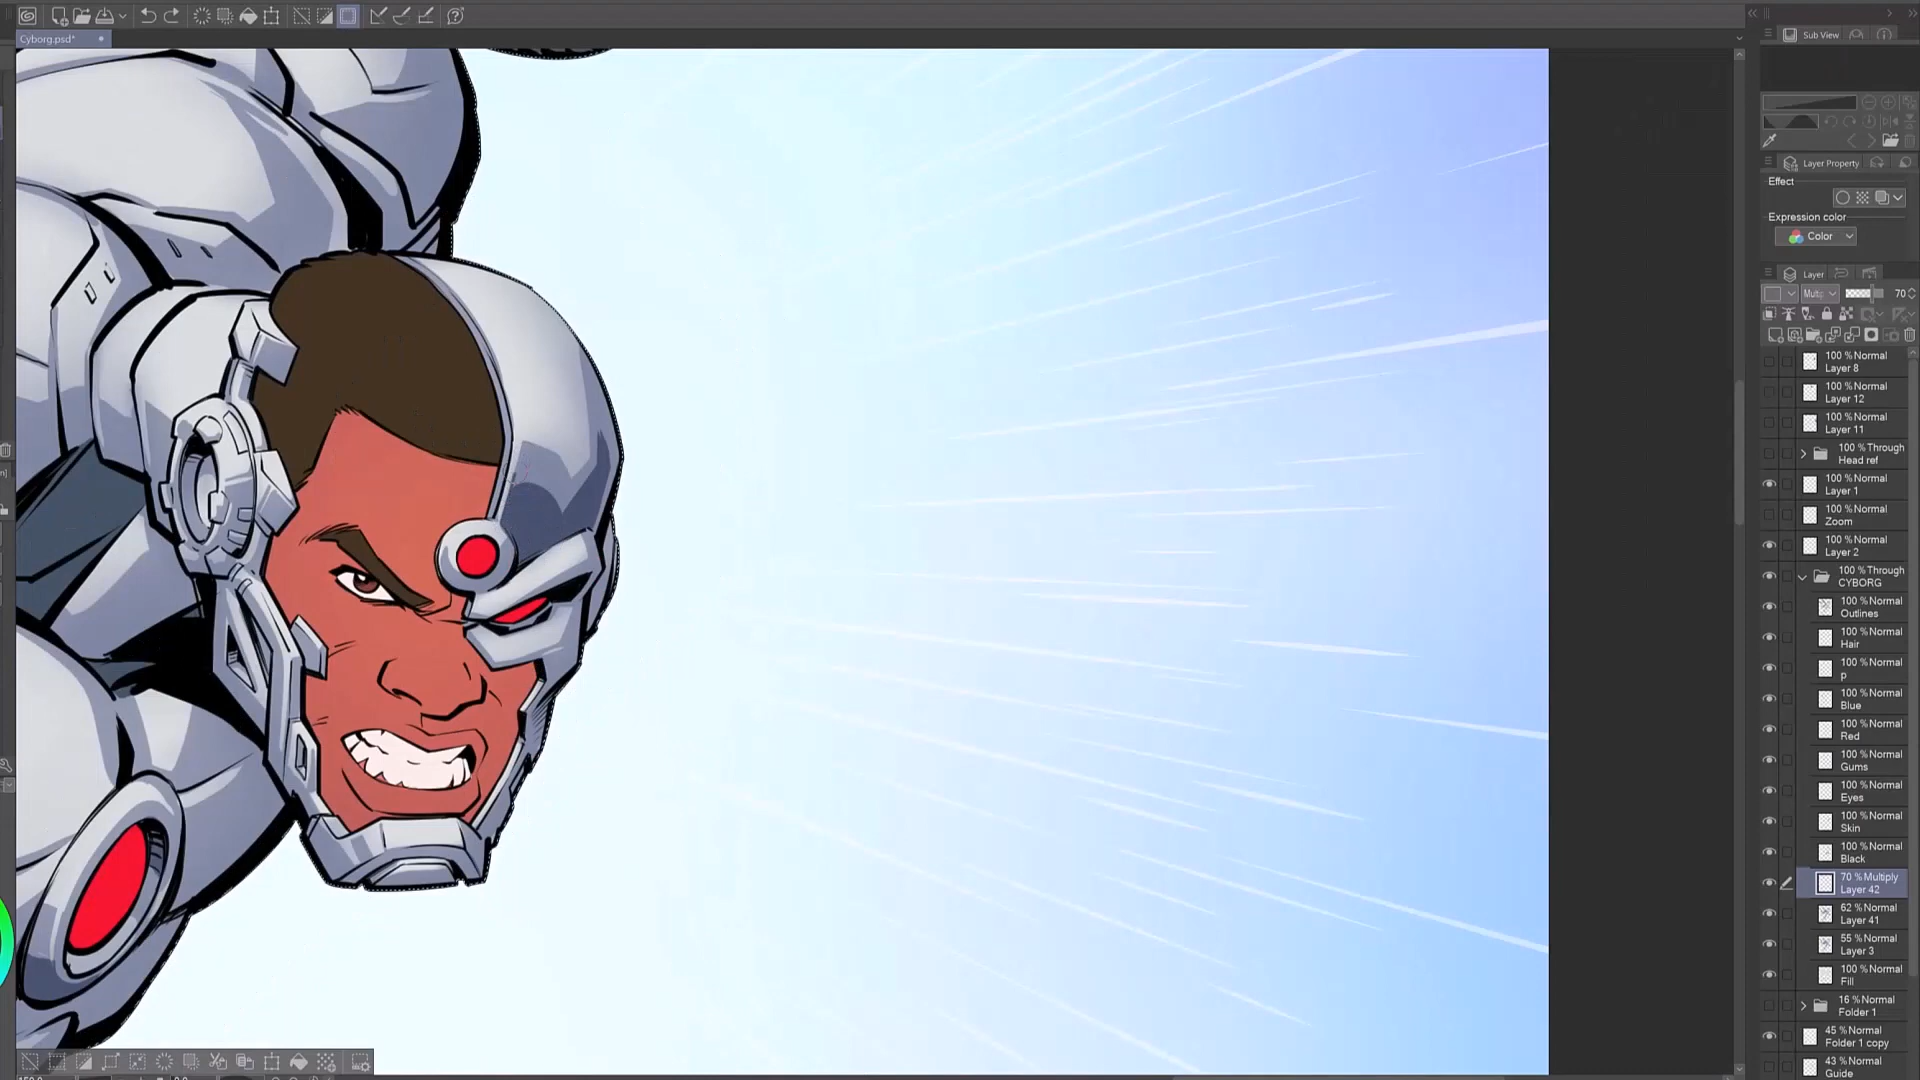 Cyborg.psd*
Sub View
Layer Property
Effect
Expression color
Color
Layer
Multip
70
100 % Normal
Layer 8
100 % Normal
Layer 12
100 % Normal
Layer 11
100 % Through
Head ref
100 % Normal
Layer 1
100 % Normal
Zoom
100 % Normal
Layer 2
100 % Through
CYBORG
100 % Normal
Outlines
100 % Normal
Hair
100 % Normal
p
100 % Normal
Blue
100 % Normal
Red
100 % Normal
Gums
100 % Normal
Eyes
100 % Normal
Skin
100 % Normal
Black
70 % Multiply
Layer 42
62 % Normal
Layer 41
55 % Normal
Layer 3
100 % Normal
Fill
16 % Normal
Folder 1
45 % Normal
Folder 1 copy
43 % Normal
Guide